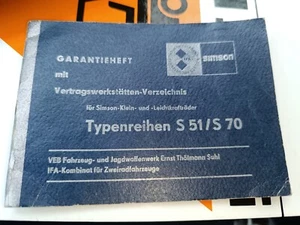 GARANTIEHEFT
SIMSON
mit
Vertragswerkstätten-Verzeichnis
für Simson-Klein- und -Leichtkrafträder
Typenreihen S 51/S 70
VEB Fahrzeug- und Jagdwaffenwerk Ernst Thälmann Suhl
IFA-Kombinat für Zweiradfahrzeuge